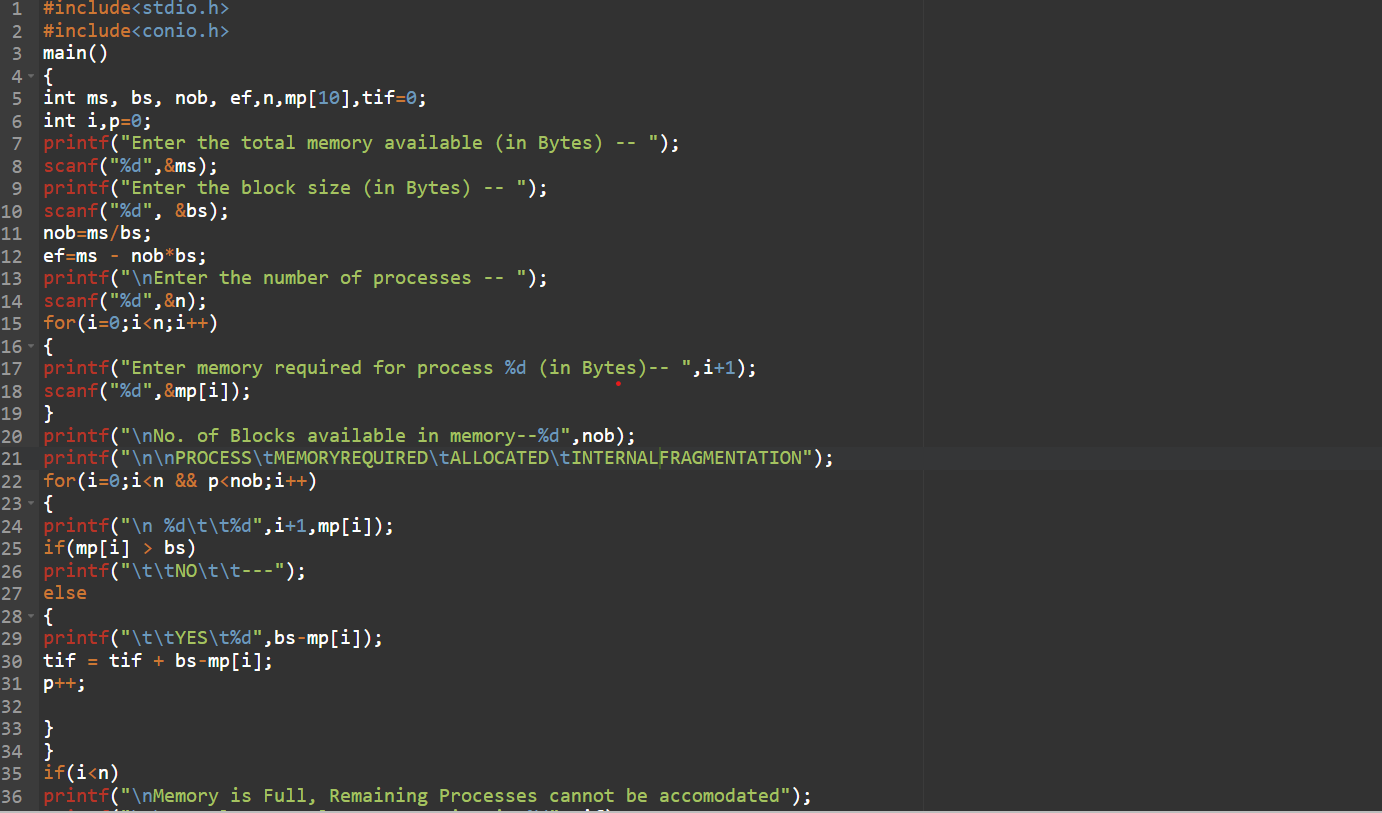 1 #include<stdio.h>
2 #include<conio.h>
3 main()
4 {
5 int ms, bs, nob, ef,n,mp[10],tif=0;
6 int i,p=0;
7 printf("Enter the total memory available (in Bytes) -- ");
8 scanf("%d",&ms);
9 printf("Enter the block size (in Bytes) -- ");
10 scanf("%d", &bs);
11 nob=ms/bs;
12 ef=ms - nob*bs;
13 printf("\nEnter the number of processes -- ");
14 scanf("%d",&n);
15 for(i=0;i<n;i++)
16 {
17 printf("Enter memory required for process %d (in Bytes)-- ",i+1);
18 scanf("%d",&mp[i]);
19 }
20 printf("\nNo. of Blocks available in memory--%d",nob);
21 printf("\n\nPROCESS\tMEMORYREQUIRED\tALLOCATED\tINTERNALFRAGMENTATION");
22 for(i=0;i<n && p<nob;i++)
23 {
24 printf("\n %d\t\t%d",i+1,mp[i]);
25 if(mp[i] > bs)
26 printf("\t\tNO\t\t---");
27 else
28 {
29 printf("\t\tYES\t%d",bs-mp[i]);
30 tif = tif + bs-mp[i];
31 p++;
32
33 }
34 }
35 if(i<n)
36 printf("\nMemory is Full, Remaining Processes cannot be accomodated");